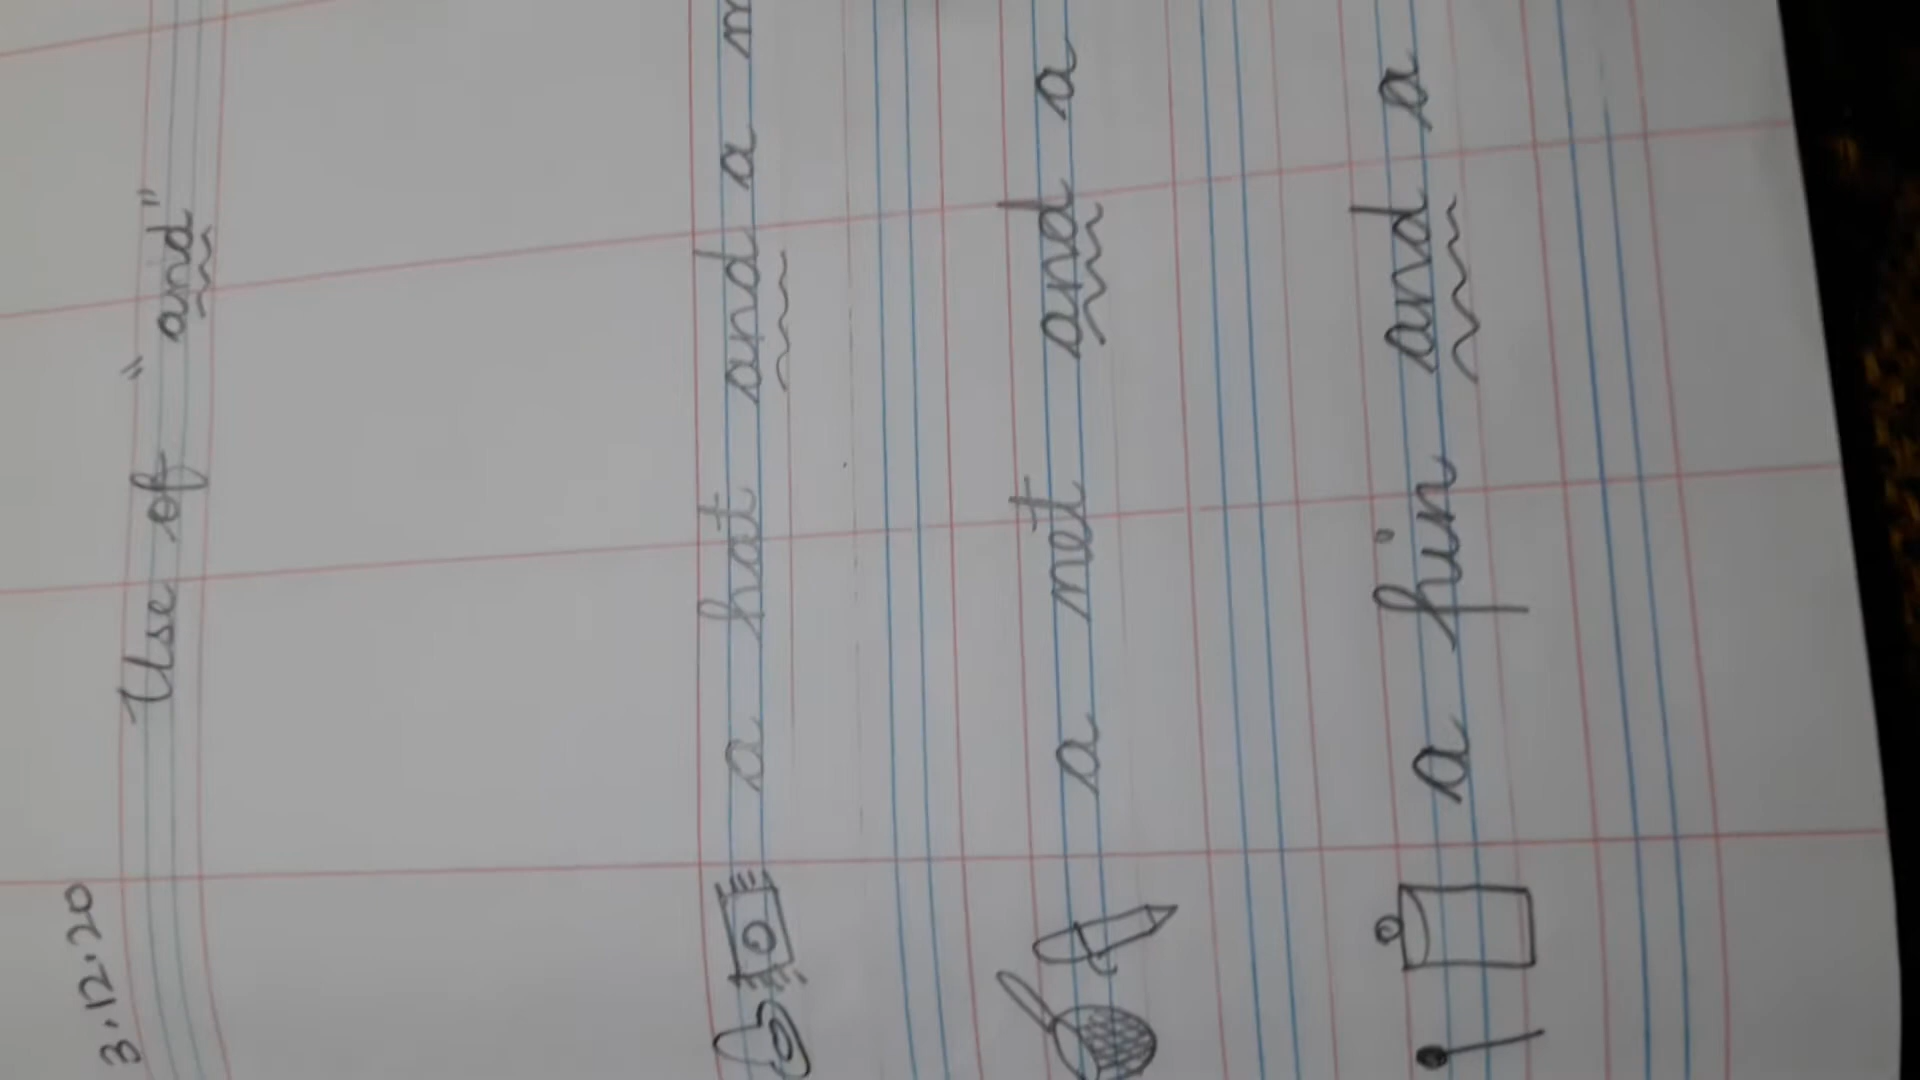 3.12.20
Use of "and"
a hat and a m
a net and a
a pin and a